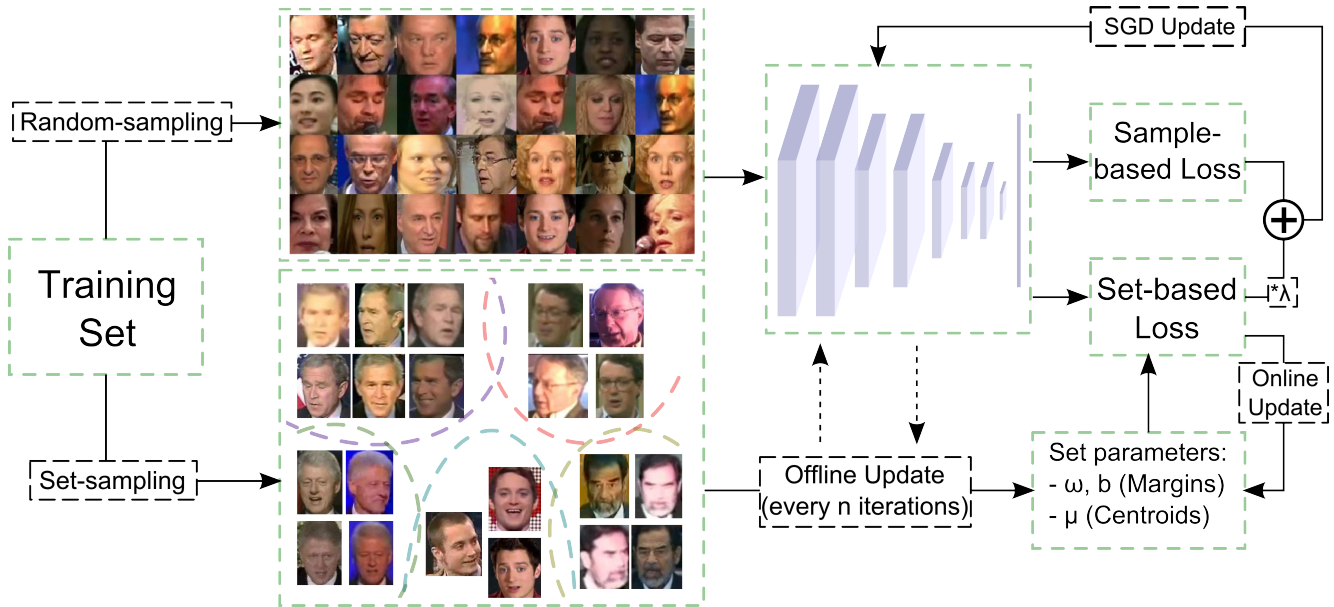 SGD Update
Random-sampling
Sample-
based Loss
Training
Set
Set-based
Loss
*λ
Online
Update
Set-sampling
Offline Update
(every n iterations)
Set parameters:
- ω, b (Margins)
- μ (Centroids)